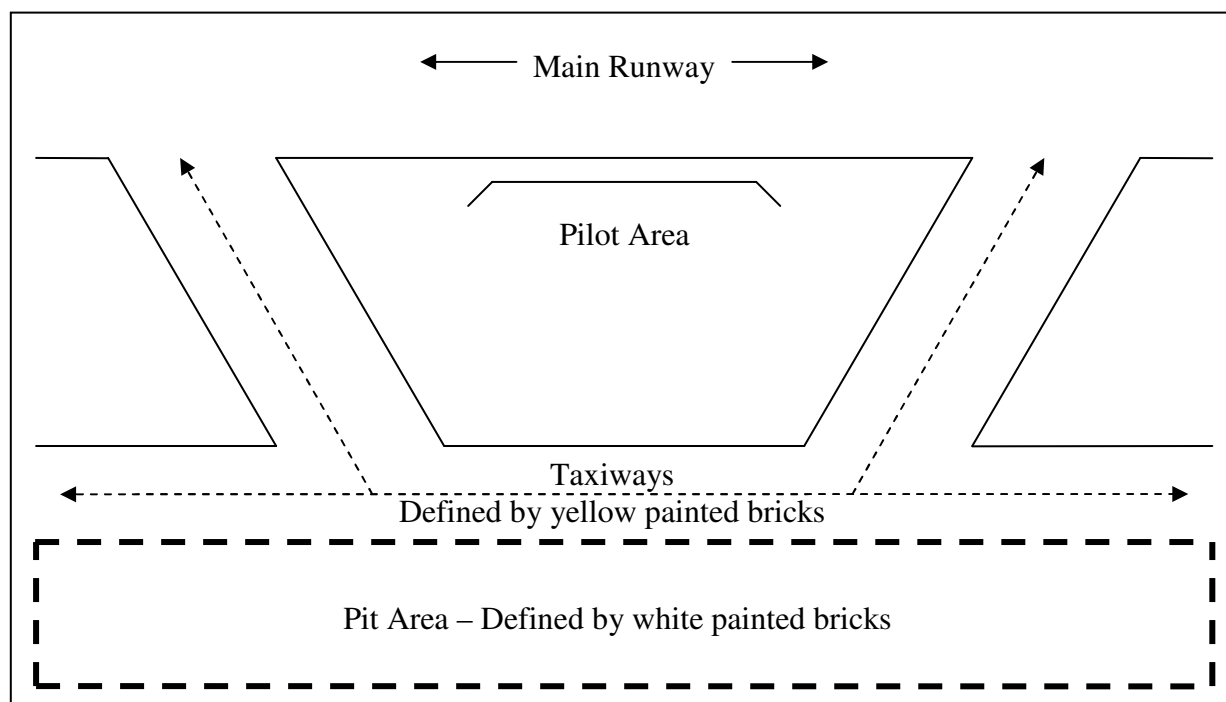 Main Runway
Pilot Area
Taxiways
Defined by yellow painted bricks
Pit Area – Defined by white painted bricks